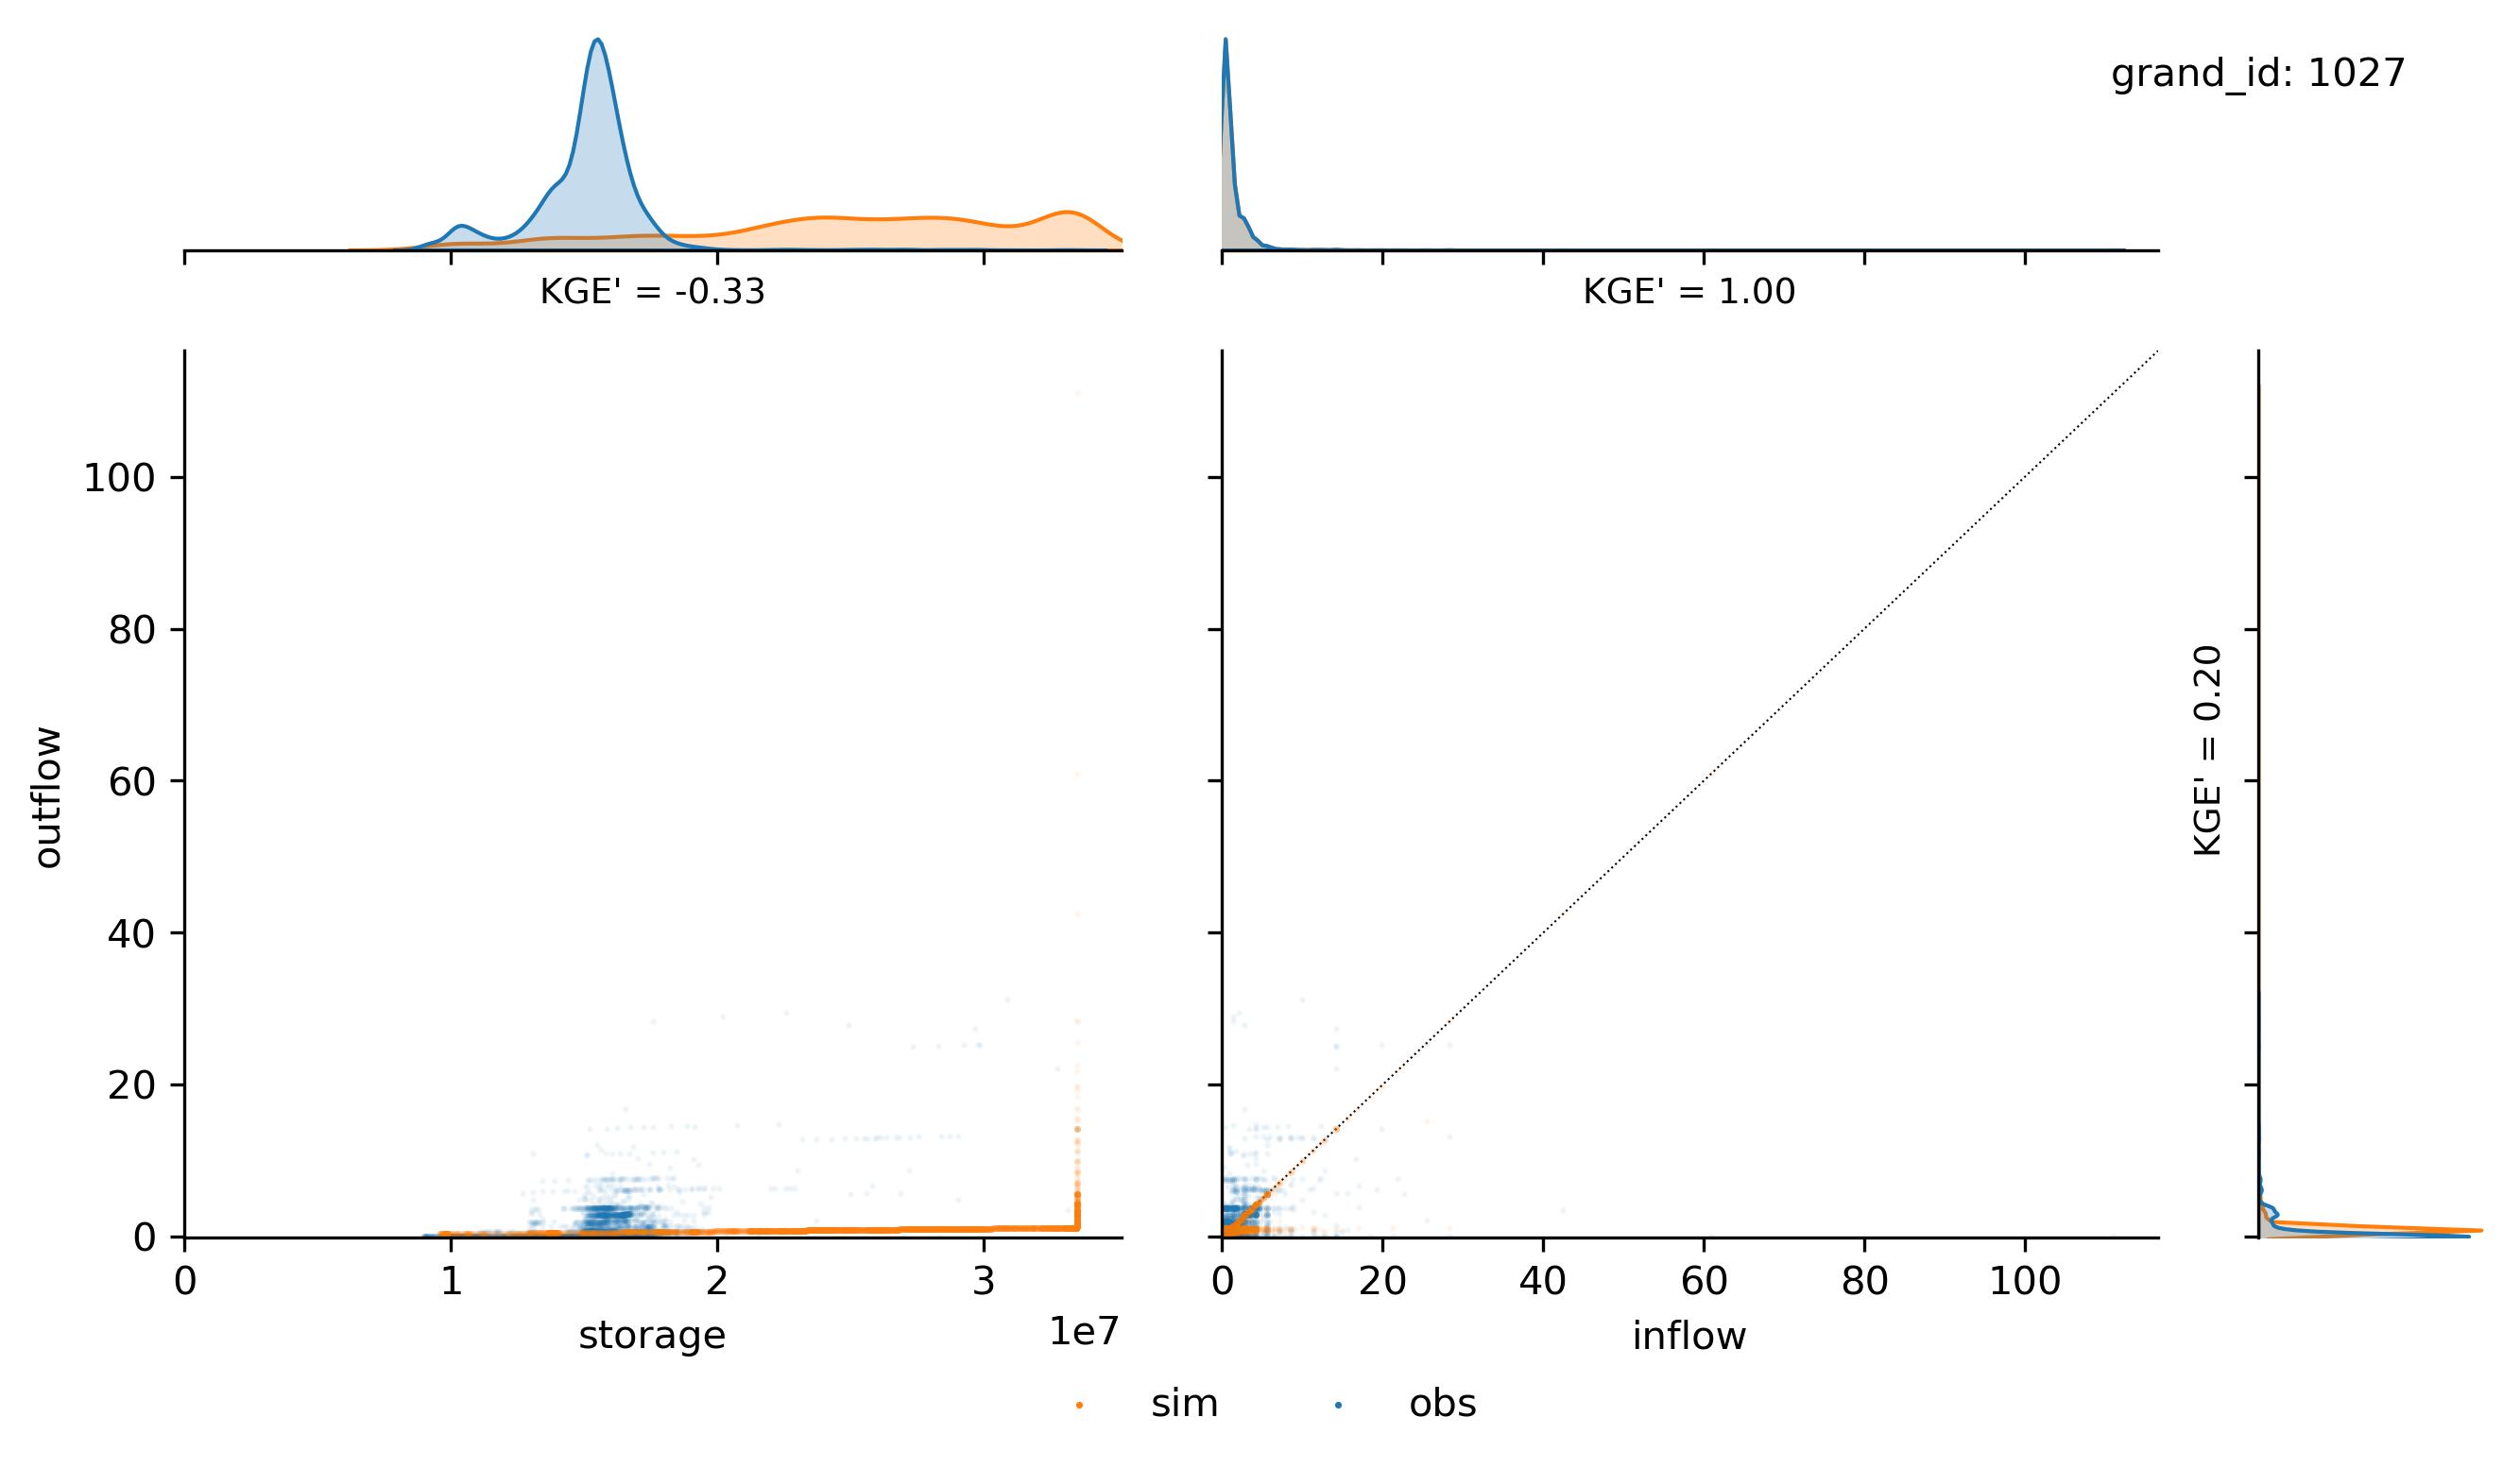 grand_id: 1027
KGE' = -0.33
KGE' = 1.00
100
80
60
40
20
0
outflow
KGE' = 0.20
0 1 2 3
1e7
storage
0 20 40 60 80 100
inflow
sim obs